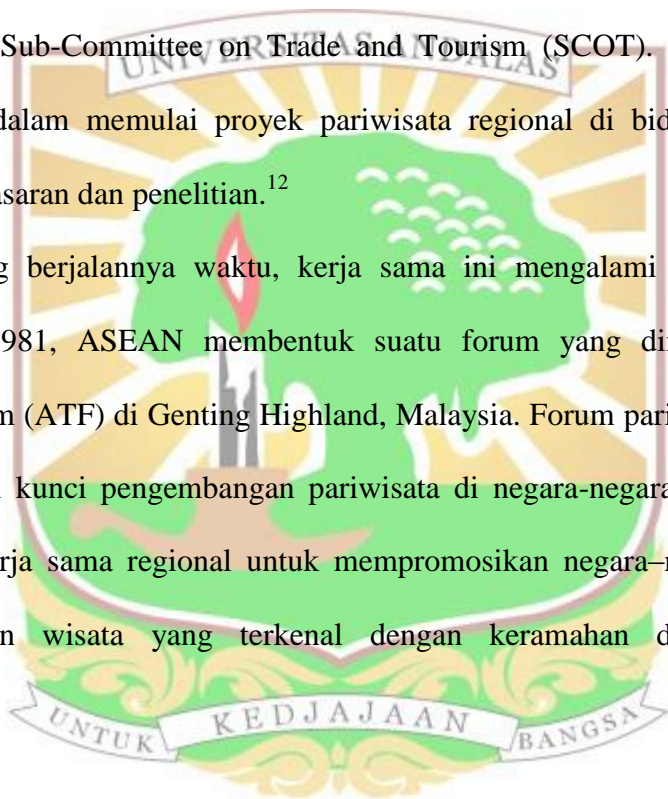 Sub-Committee on Trade and Tourism (SCOT).
UNIVERSITAS ANDALAS
dalam memulai proyek pariwisata regional di bid
asaran dan penelitian.12
g berjalannya waktu, kerja sama ini mengalami
981, ASEAN membentuk suatu forum yang di
m (ATF) di Genting Highland, Malaysia. Forum pari
kunci pengembangan pariwisata di negara-negara
rja sama regional untuk mempromosikan negara–
n wisata yang terkenal dengan keramahan d
UNTUK KEDJAJAAN BANGSA